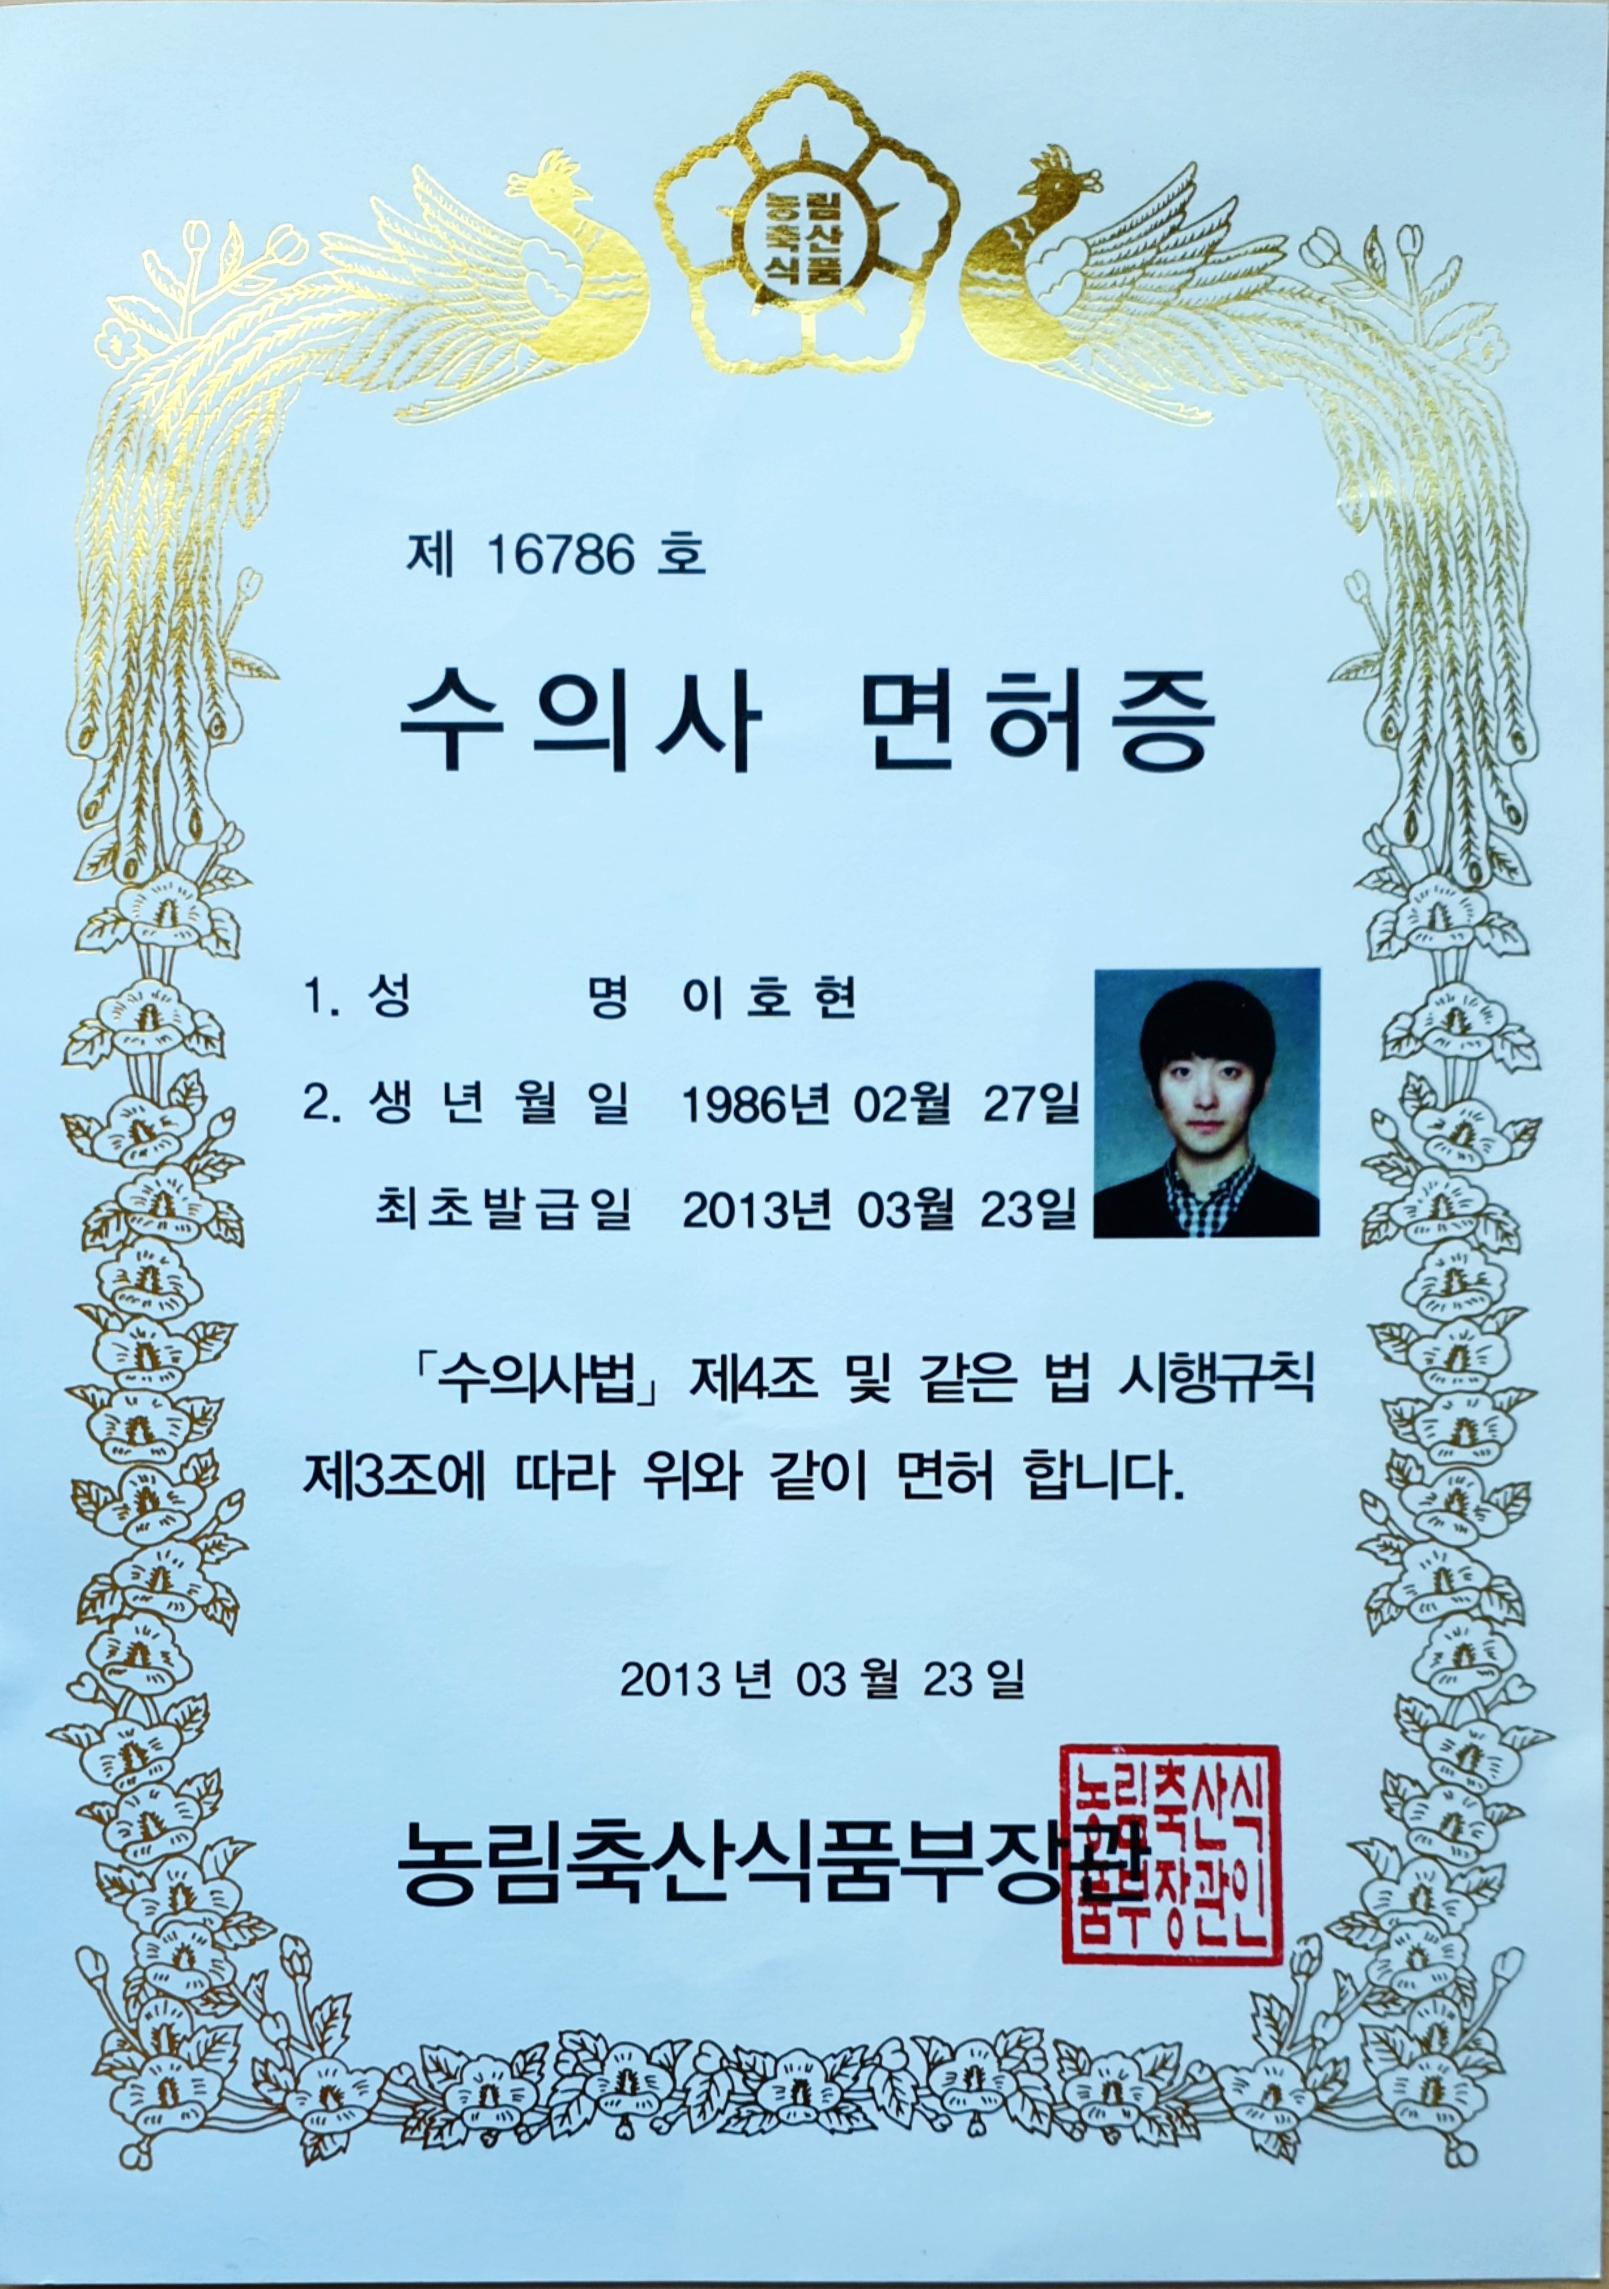 농림
축산
식품
제 16786 호
수의사 면허증
1. 성 명 이 호 현
2. 생 년 월 일 1986년 02월 27일
최초발급일 2013년 03월 23일
「수의사법」 제4조 및 같은 법 시행규칙
제3조에 따라 위와 같이 면허 합니다.
2013 년 03 월 23 일
농림축산식품부장관
농림축산식
품부장관인